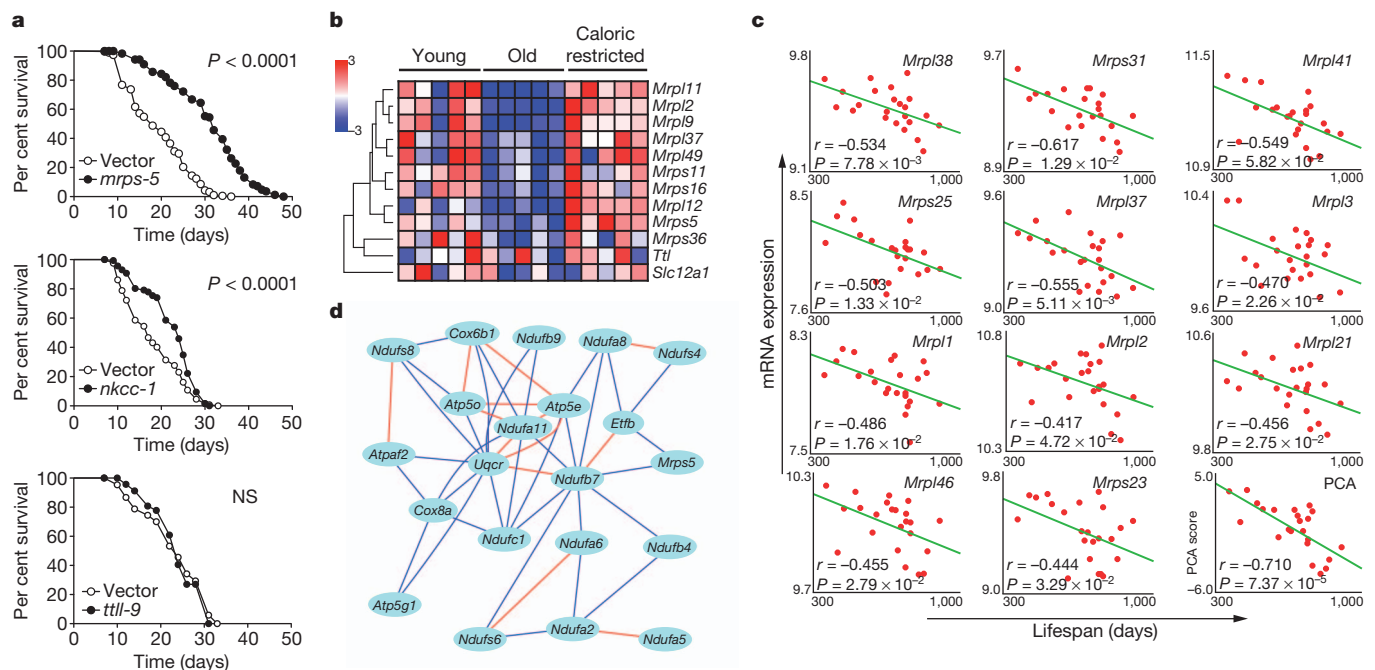 a
Per cent survival
100
80
60
40
20
0
P < 0.0001
Vector
mrps-5
0 10 20 30 40 50
Time (days)
Per cent survival
100
80
60
40
20
0
P < 0.0001
Vector
nkcc-1
0 10 20 30 40 50
Time (days)
Per cent survival
100
80
60
40
20
0
NS
Vector
ttll-9
0 10 20 30 40 50
Time (days)
b
3
-3
Young
Old
Caloric
restricted
Mrpl11
Mrpl2
Mrpl9
Mrpl37
Mrpl49
Mrps11
Mrps16
Mrpl12
Mrps5
Mrps36
Ttl
Slc12a1
d
Cox6b1
Ndufb9
Ndufa8
Ndufs8
Ndufs4
Atp5o
Atp5e
Ndufa11
Etfb
Atpaf2
Uqcr
Ndufb7
Mrps5
Cox8a
Ndufc1
Ndufa6
Ndufb4
Atp5g1
Ndufs6
Ndufa2
Ndufa5
c
mRNA expression
9.8
Mrpl38
r = −0.534
P = 7.78 × 10−3
9.1
300 1,000
9.7
Mrps31
r = −0.617
P = 1.29 × 10−2
8.9
300 1,000
11.5
Mrpl41
r = −0.549
P = 5.82 × 10−2
10.9
300 1,000
8.5
Mrps25
r = −0.503
P = 1.33 × 10−2
7.6
300 1,000
9.6
Mrpl37
r = −0.555
P = 5.11 × 10−3
9.0
300 1,000
10.4
Mrpl3
r = −0.470
P = 2.26 × 10−2
9.6
300 1,000
8.3
Mrpl1
r = −0.486
P = 1.76 × 10−2
7.5
300 1,000
10.8
Mrpl2
r = −0.417
P = 4.72 × 10−2
10.3
300 1,000
10.6
Mrpl21
r = −0.456
P = 2.75 × 10−2
9.8
300 1,000
10.3
Mrpl46
r = −0.455
P = 2.79 × 10−2
9.7
300 1,000
9.8
Mrps23
r = −0.444
P = 3.29 × 10−2
9.0
300 1,000
5.0
PCA
PCA score
r = −0.710
P = 7.37 × 10−5
−6.0
300 1,000
Lifespan (days)